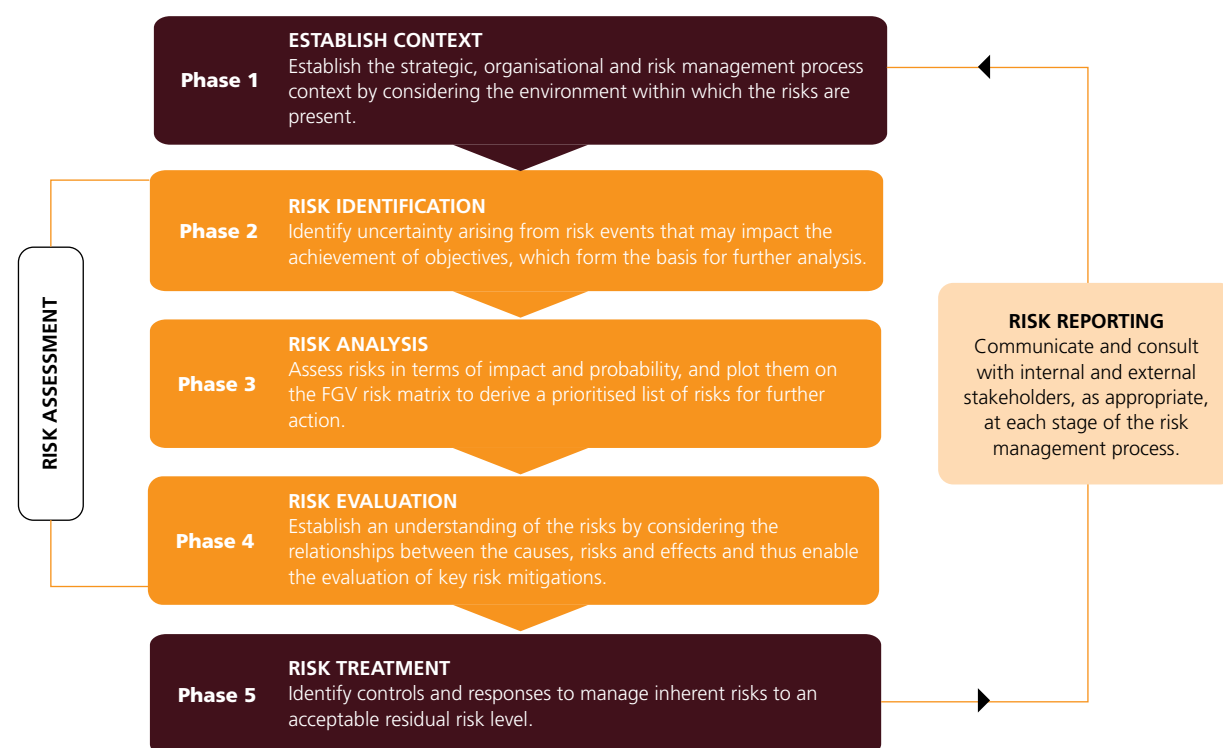 ESTABLISH CONTEXT
Phase 1
Establish the strategic, organisational and risk management process
context by considering the environment within which the risks are
present.
RISK ASSESSMENT
RISK IDENTIFICATION
Phase 2
Identify uncertainty arising from risk events that may impact the
achievement of objectives, which form the basis for further analysis.
RISK ANALYSIS
Phase 3
Assess risks in terms of impact and probability, and plot them on
the FGV risk matrix to derive a prioritised list of risks for further
action.
RISK EVALUATION
Phase 4
Establish an understanding of the risks by considering the
relationships between the causes, risks and effects and thus enable
the evaluation of key risk mitigations.
RISK TREATMENT
Phase 5
Identify controls and responses to manage inherent risks to an
acceptable residual risk level.
RISK REPORTING
Communicate and consult
with internal and external
stakeholders, as appropriate,
at each stage of the risk
management process.